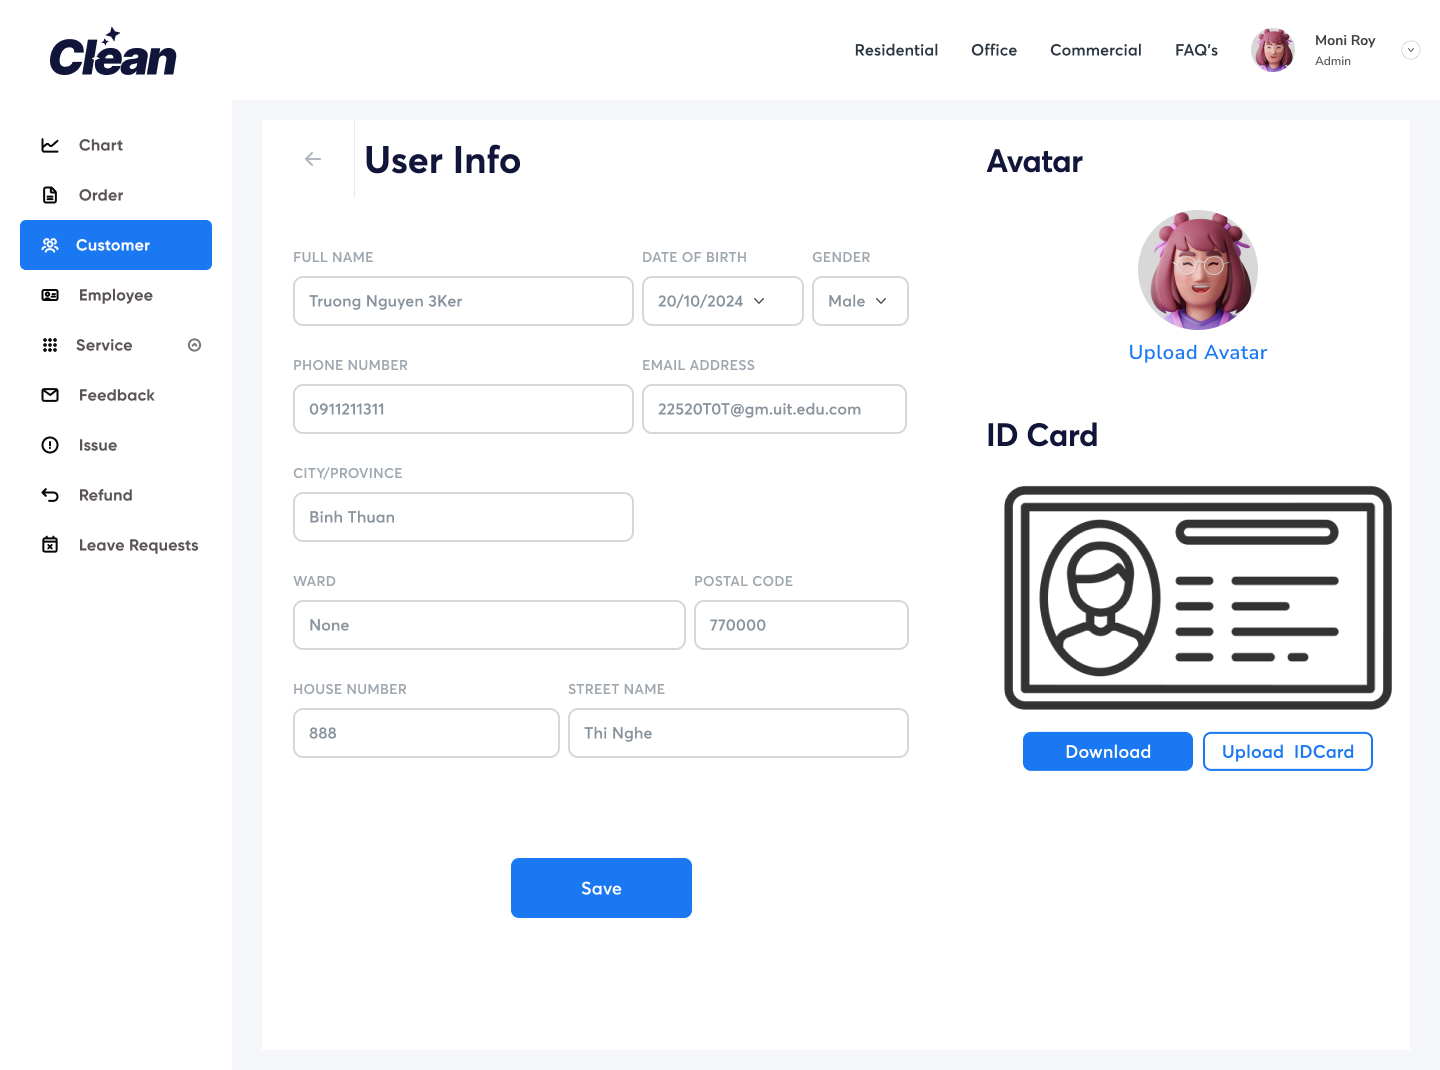 Clean
Residential Office Commercial FAQ's
Moni Roy
Admin
Chart
Order
Customer
Employee
Service
Feedback
Issue
Refund
Leave Requests
User Info
FULL NAME DATE OF BIRTH GENDER
Truong Nguyen 3Ker 20/10/2024 Male
PHONE NUMBER EMAIL ADDRESS
0911211311 22520T0T@gm.uit.edu.com
CITY/PROVINCE
Binh Thuan
WARD POSTAL CODE
None 770000
HOUSE NUMBER STREET NAME
888 Thi Nghe
Save
Avatar
Upload Avatar
ID Card
Download Upload IDCard